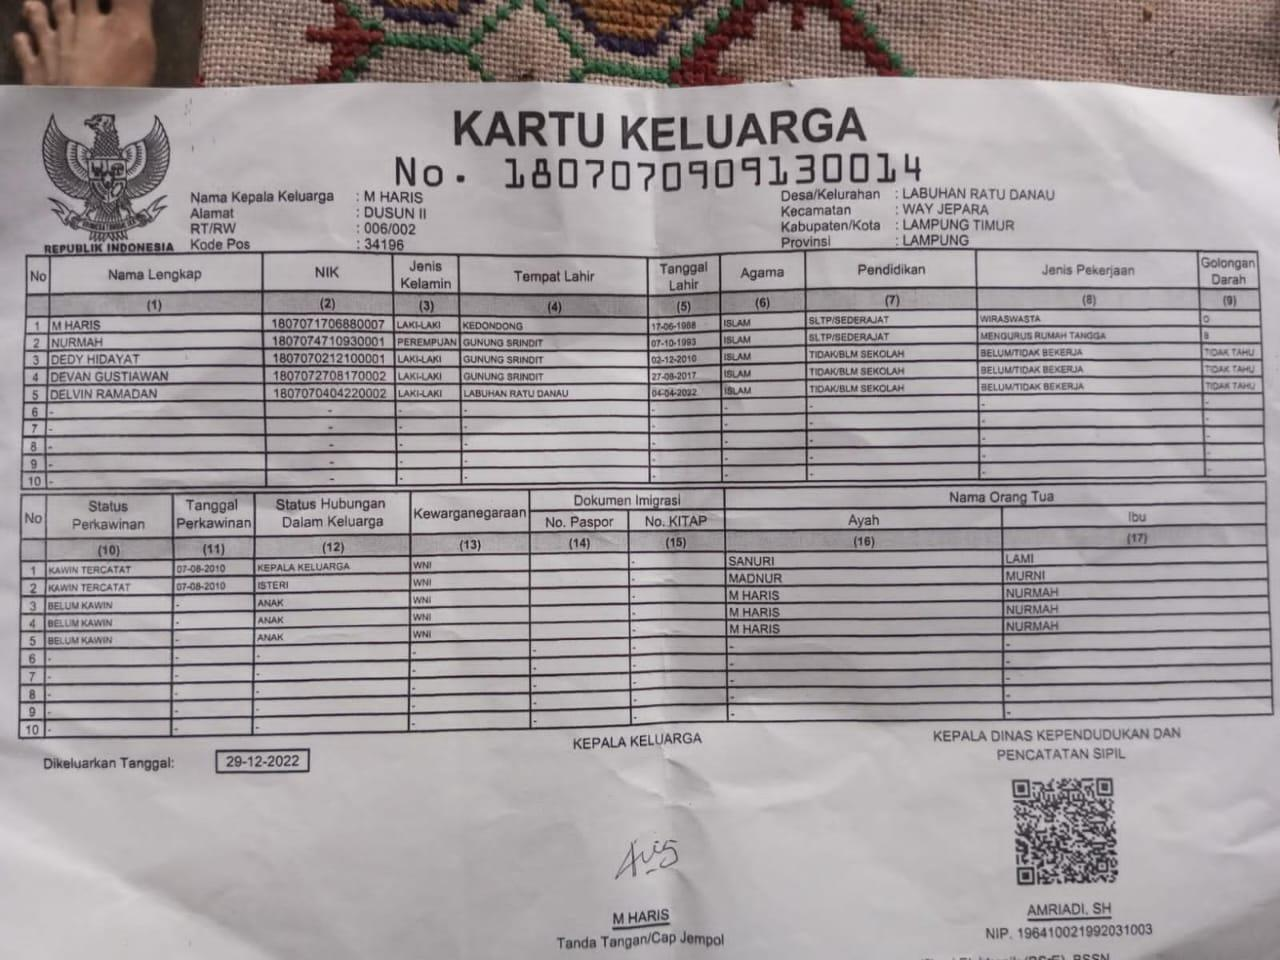 KARTU KELUARGA
No. 1807070909130014
Nama Kepala Keluarga : M HARIS
Alamat : DUSUN II
RT/RW : 006/002
Kode Pos : 34196
Desa/Kelurahan : LABUHAN RATU DANAU
Kecamatan : WAY JEPARA
Kabupaten/Kota : LAMPUNG TIMUR
Provinsi : LAMPUNG
REPUBLIK INDONESIA
No Nama Lengkap NIK Jenis Kelamin Tempat Lahir Tanggal Lahir Agama Pendidikan Jenis Pekerjaan Golongan Darah
(1) (2) (3) (4) (5) (6) (7) (8) (9)
1 M HARIS 1807071706880007 LAKI-LAKI KEDONDONG 17-06-1988 ISLAM SLTP/SEDERAJAT WIRASWASTA O
2 NURMAH 1807074710930001 PEREMPUAN GUNUNG SRINDIT 07-10-1993 ISLAM SLTP/SEDERAJAT MENGURUS RUMAH TANGGA B
3 DEDY HIDAYAT 1807070212100001 LAKI-LAKI GUNUNG SRINDIT 02-12-2010 ISLAM TIDAK/BLM SEKOLAH BELUM/TIDAK BEKERJA TIDAK TAHU
4 DEVAN GUSTIAWAN 1807072708170002 LAKI-LAKI GUNUNG SRINDIT 27-08-2017 ISLAM TIDAK/BLM SEKOLAH BELUM/TIDAK BEKERJA TIDAK TAHU
5 DELVIN RAMADAN 1807070404220002 LAKI-LAKI LABUHAN RATU DANAU 04-04-2022 ISLAM TIDAK/BLM SEKOLAH BELUM/TIDAK BEKERJA TIDAK TAHU
6 - - - - - - - - -
7 - - - - - - - - -
8 - - - - - - - - -
9 - - - - - - - - -
10 - - - - - - - - -
No Status Perkawinan Tanggal Perkawinan Status Hubungan Dalam Keluarga Kewarganegaraan Dokumen Imigrasi Nama Orang Tua
No. Paspor No. KITAP Ayah Ibu
(10) (11) (12) (13) (14) (15) (16) (17)
1 KAWIN TERCATAT 07-08-2010 KEPALA KELUARGA WNI - SANURI LAMI
2 KAWIN TERCATAT 07-08-2010 ISTERI WNI - MADNUR MURNI
3 BELUM KAWIN - ANAK WNI - M HARIS NURMAH
4 BELUM KAWIN - ANAK WNI - M HARIS NURMAH
5 BELUM KAWIN - ANAK WNI - M HARIS NURMAH
6 - - - - - - - -
7 - - - - - - - -
8 - - - - - - - -
9 - - - - - - - -
10 - - - - - - - -
Dikeluarkan Tanggal: 29-12-2022
KEPALA KELUARGA
M HARIS
Tanda Tangan/Cap Jempol
KEPALA DINAS KEPENDUDUKAN DAN
PENCATATAN SIPIL
AMRIADI, SH
NIP. 196410021992031003